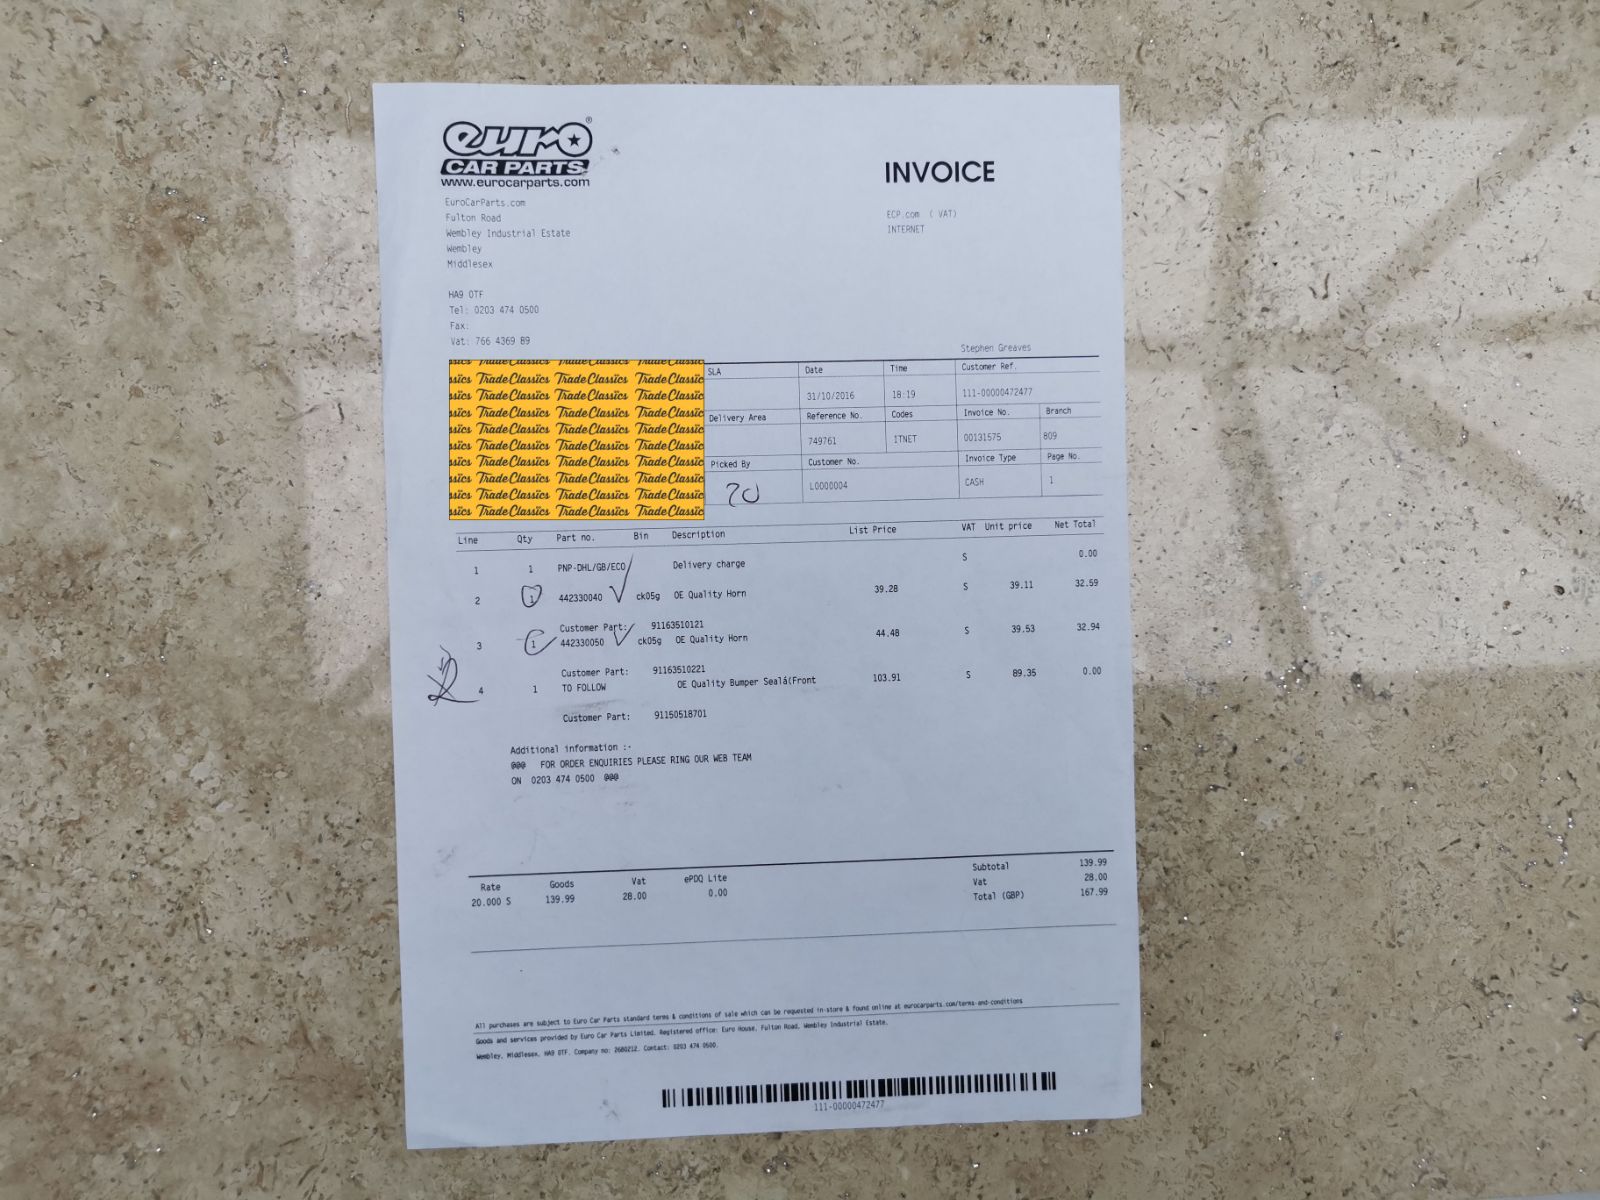 euro®
CAR PARTS
www.eurocarparts.com
INVOICE
EuroCarParts.com
Fulton Road
Wembley Industrial Estate
Wembley
Middlesex
ECP.com ( VAT)
INTERNET
HA9 0TF
Tel: 0203 474 0500
Fax:
Vat: 766 4369 89
Stephen Greaves
Trade Classics Trade Classics Trade Classics
SLA Date Time Customer Ref.
31/10/2016 18:19 111-00000472477
Delivery Area Reference No. Codes Invoice No. Branch
749761 ITNET 00131575 809
Picked By Customer No. Invoice Type Page No.
L0000004 CASH 1
Line Qty Part no. Bin Description List Price VAT Unit price Net Total
1 1 PNP-DHL/GB/ECO Delivery charge S 0.00
2 1 442330040 ck05g OE Quality Horn 39.28 S 39.11 32.59
Customer Part: 91163510121
3 1 442330050 ck05g OE Quality Horn 44.48 S 39.53 32.94
Customer Part: 91163510221
4 1 TO FOLLOW OE Quality Bumper Sealá(Front 103.91 S 89.35 0.00
Customer Part: 91150518701
Additional information :-
@@@ FOR ORDER ENQUIRIES PLEASE RING OUR WEB TEAM
ON 0203 474 0500 @@@
Rate Goods Vat ePDQ Lite
20.000 S 139.99 28.00 0.00
Subtotal 139.99
Vat 28.00
Total (GBP) 167.99
All purchases are subject to Euro Car Parts standard terms & conditions of sale which can be requested in-store & found online at eurocarparts.com/terms-and-conditions
Goods and services provided by Euro Car Parts Limited. Registered office: Euro House, Fulton Road, Wembley Industrial Estate,
Wembley, Middlesex, HA9 0TF. Company no: 2680212. Contact: 0203 474 0500.
111-00000472477